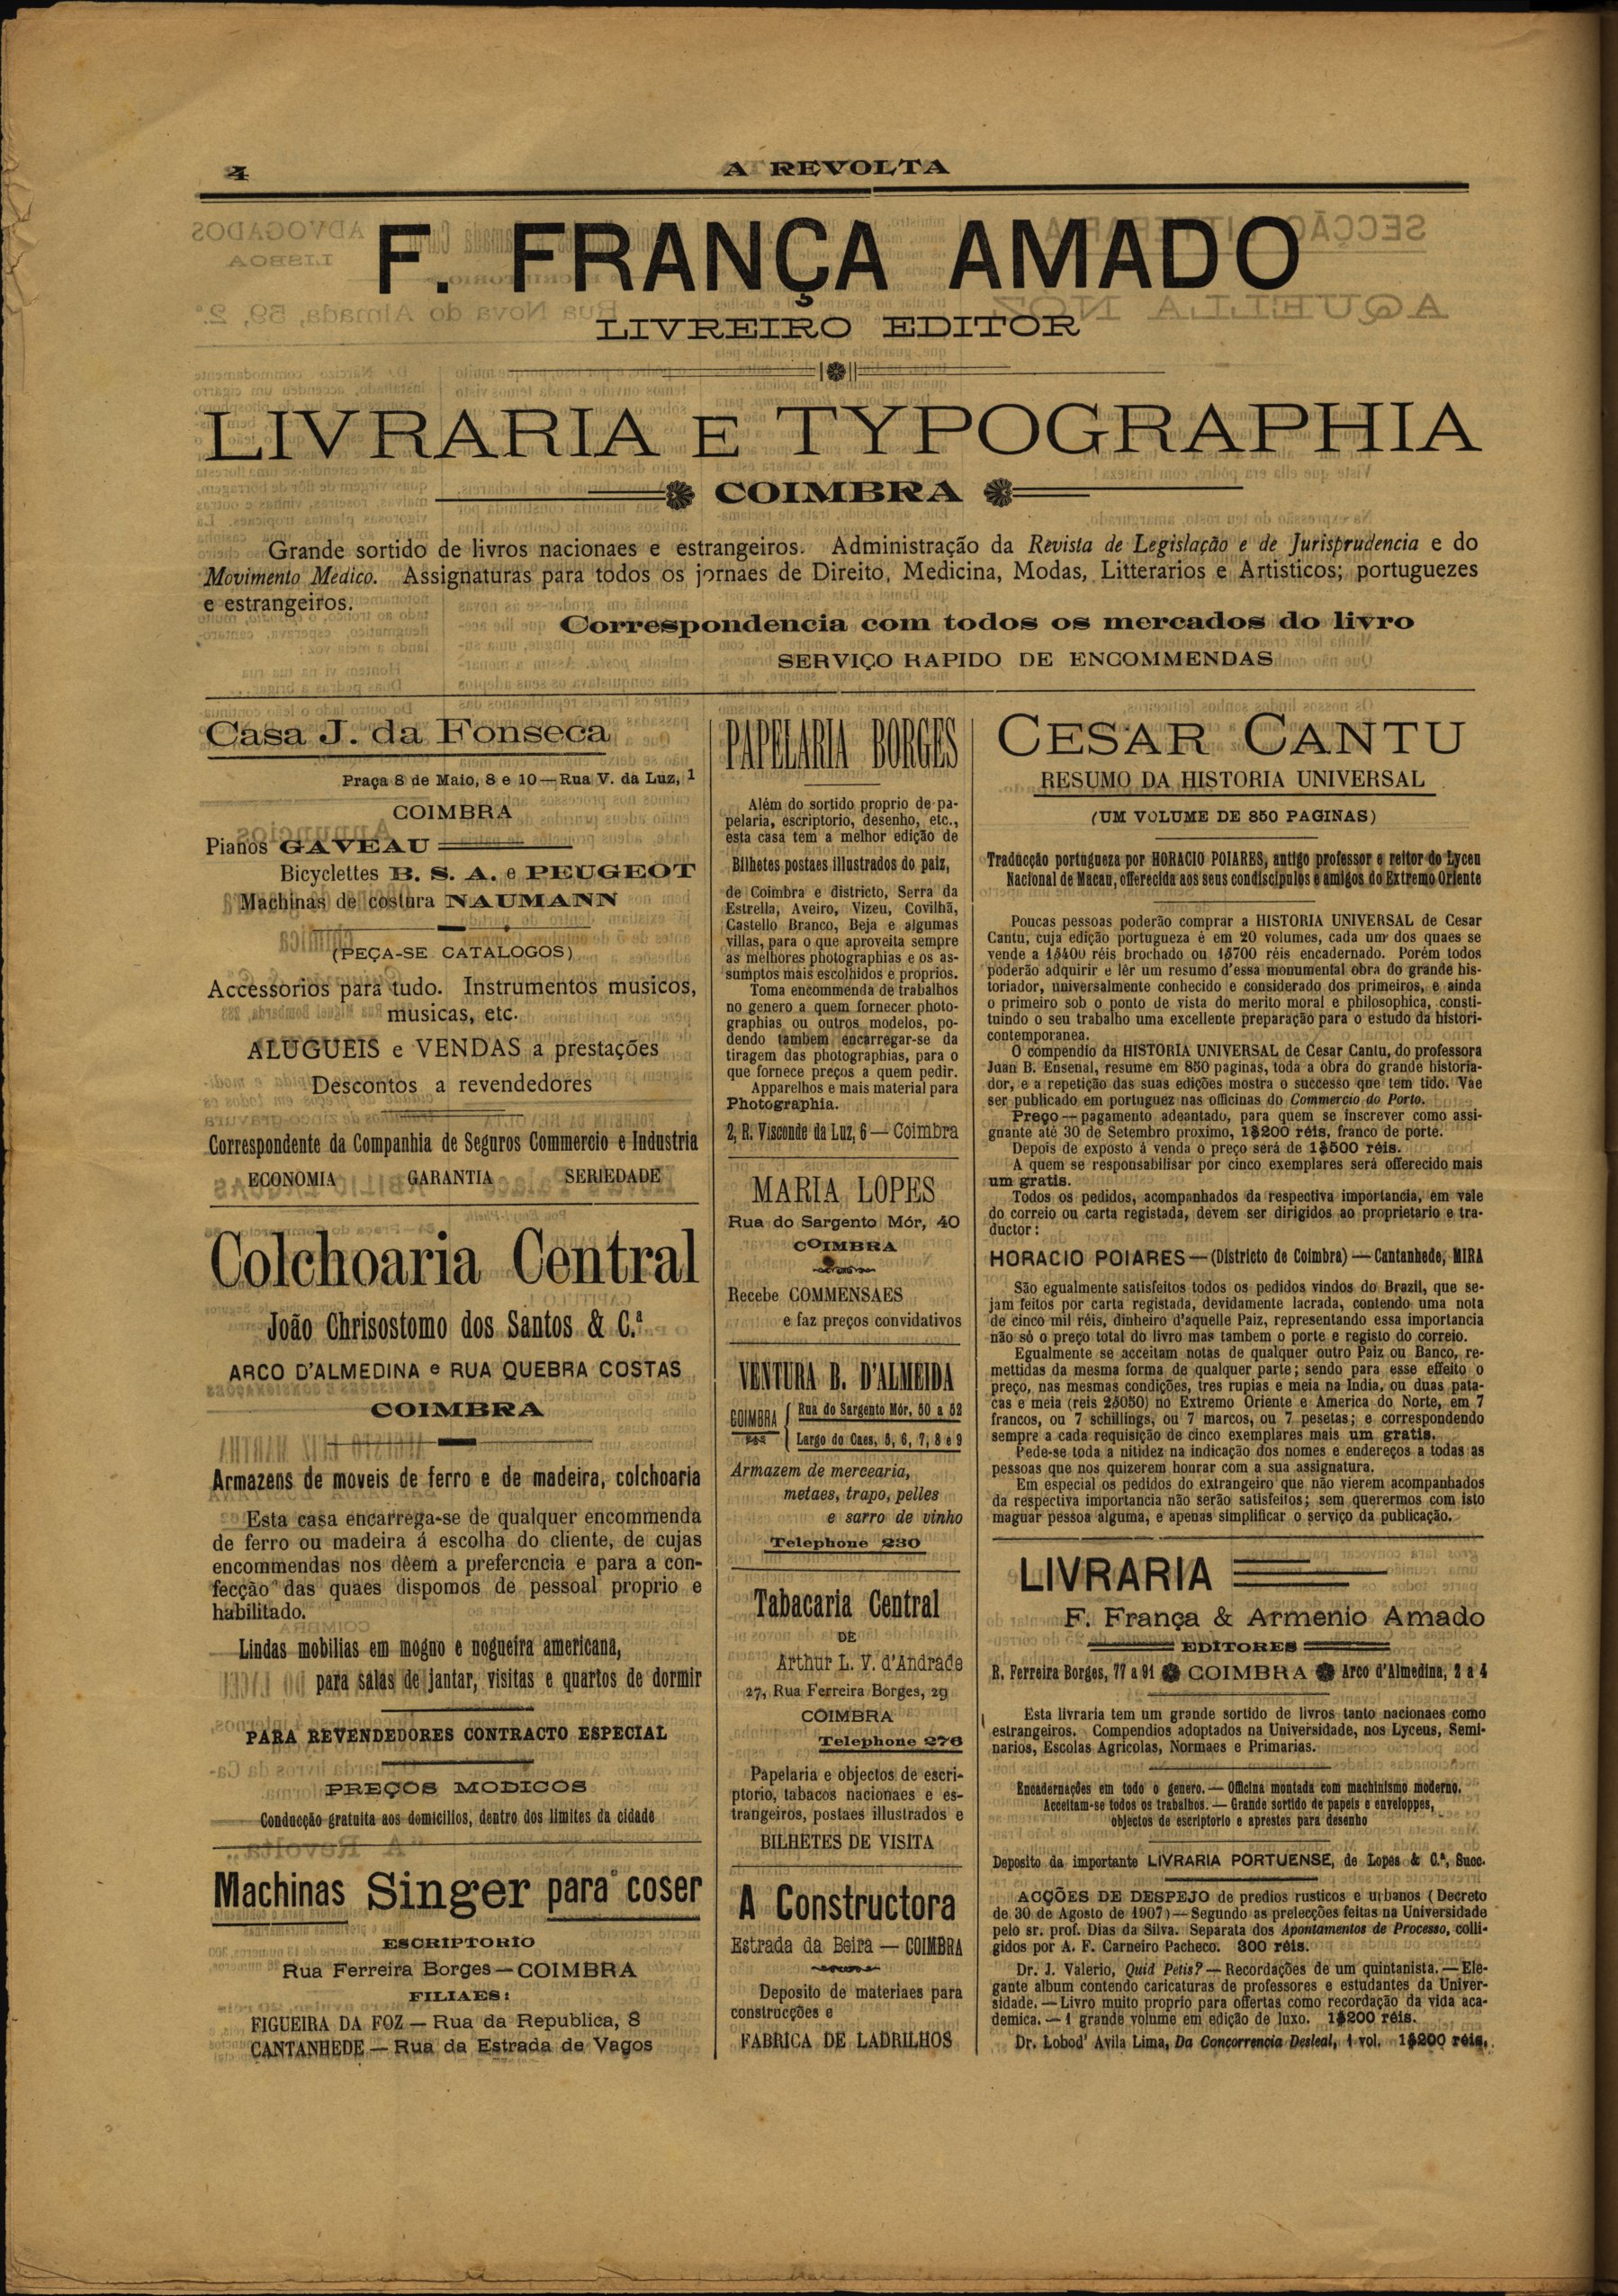 4
A REVOLTA
F. FRANÇA AMADO
LIVREIRO EDITOR
LIVRARIA E TYPOGRAPHIA
COIMBRA
Grande sortido de livros nacionaes e estrangeiros. Administração da Revista de Legislação e de Jurisprudencia e do
Movimento Medico. Assignaturas para todos os jornaes de Direito, Medicina, Modas, Litterarios e Artisticos; portuguezes
e estrangeiros.
Correspondencia com todos os mercados do livro
SERVIÇO RAPIDO DE ENCOMMENDAS
Casa J. da Fonseca
Praça 8 de Maio, 8 e 10—Rua V. da Luz, 1
COIMBRA
Pianos GAVEAU
Bicyclettes B. S. A. e PEUGEOT
Machinas de costura NAUMANN
(PEÇA-SE CATALOGOS)
Accessorios para tudo. Instrumentos musicos,
musicas, etc.
ALUGUEIS e VENDAS a prestações
Descontos a revendedores
Correspondente da Companhia de Seguros Commercio e Industria
ECONOMIA GARANTIA SERIEDADE
Colchoaria Central
João Chrisostomo dos Santos & C.ª
ARCO D'ALMEDINA e RUA QUEBRA COSTAS
COIMBRA
Armazens de moveis de ferro e de madeira, colchoaria
Esta casa encarrega-se de qualquer encommenda
de ferro ou madeira á escolha do cliente, de cujas
encommendas nos dêem a preferencia e para a con-
fecção das quaes dispomos de pessoal proprio e
habilitado.
Lindas mobilias em mogno e nogueira americana,
para salas de jantar, visitas e quartos de dormir
PARA REVENDEDORES CONTRACTO ESPECIAL
PREÇOS MODICOS
Conducção gratuita aos domicilios, dentro dos limites da cidade
Machinas Singer para coser
ESCRIPTORIO
Rua Ferreira Borges—COIMBRA
FILIAES:
FIGUEIRA DA FOZ — Rua da Republica, 8
CANTANHEDE — Rua da Estrada de Vagos
PAPELARIA BORGES
Além do sortido proprio de pa-
pelaria, escriptorio, desenho, etc.,
esta casa tem a melhor edição de
Bilhetes postaes illustrados do paiz,
de Coimbra e districto, Serra da
Estrella, Aveiro, Vizeu, Covilhã,
Castello Branco, Beja e algumas
villas, para o que aproveita sempre
as melhores photographias e os as-
sumptos mais escolhidos e proprios.
Toma encommenda de trabalhos
no genero a quem fornecer photo-
graphias ou outros modelos, po-
dendo tambem encarregar-se da
tiragem das photographias, para o
que fornece preços a quem pedir.
Apparelhos e mais material para
Photographia.
2, R. Visconde da Luz, 6 — Coimbra
MARIA LOPES
Rua do Sargento Mór, 40
COIMBRA
Recebe COMMENSAES
e faz preços convidativos
VENTURA B. D'ALMEIDA
COIMBRA { Rua do Sargento Mór, 50 a 52
Largo do Caes, 5, 6, 7, 8 e 9
Armazem de mercearia,
metaes, trapo, pelles
e sarro de vinho
Telephone 230
Tabacaria Central
DE
Arthur L. V. d'Andrade
27, Rua Ferreira Borges, 29
COIMBRA
Telephone 276
Papelaria e objectos de escri-
ptorio, tabacos nacionaes e es-
trangeiros, postaes illustrados e
BILHETES DE VISITA
A Constructora
Estrada da Beira — COIMBRA
Deposito de materiaes para
construcções e
FABRICA DE LADRILHOS
CESAR CANTU
RESUMO DA HISTORIA UNIVERSAL
(UM VOLUME DE 850 PAGINAS)
Traducção portugueza por HORACIO POIARES, antigo professor e reitor do Lyceu
Nacional de Macau, offerecida aos seus condiscipulos e amigos do Extremo Oriente
Poucas pessoas poderão comprar a HISTORIA UNIVERSAL de Cesar
Cantu, cuja edição portugueza é em 20 volumes, cada um dos quaes se
vende a 1$400 réis brochado ou 1$700 réis encadernado. Porém todos
poderão adquirir e lêr um resumo d'essa monumental obra do grande his-
toriador, universalmente conhecido e considerado dos primeiros, e ainda
o primeiro sob o ponto de vista do merito moral e philosophica, consti-
tuindo o seu trabalho uma excellente preparação para o estudo da histori-
contemporanea.
O compendio da HISTORIA UNIVERSAL de Cesar Cantu, do professora
Juan B. Ensenal, resume em 850 paginas, toda a obra do grande historia-
dor, e a repetição das suas edições mostra o successo que tem tido. Vae
ser publicado em portuguez nas officinas do Commercio do Porto.
Preço — pagamento adeantado, para quem se inscrever como assi-
gnante até 30 de Setembro proximo, 1$200 réis, franco de porte.
Depois de exposto á venda o preço será de 1$500 réis.
A quem se responsabilisar por cinco exemplares será offerecido mais
um gratis.
Todos os pedidos, acompanhados da respectiva importancia, em vale
do correio ou carta registada, devem ser dirigidos ao proprietario e tra-
ductor:
HORACIO POIARES—(Districto de Coimbra) — Cantanhede, MIRA
São egualmente satisfeitos todos os pedidos vindos do Brazil, que se-
jam feitos por carta registada, devidamente lacrada, contendo uma nota
de cinco mil réis, dinheiro d'aquelle Paiz, representando essa importancia
não só o preço total do livro mas tambem o porte e registo do correio.
Egualmente se acceitam notas de qualquer outro Paiz ou Banco, re-
mettidas da mesma forma de qualquer parte; sendo para esse effeito o
preço, nas mesmas condições, tres rupias e meia na India, ou duas pata-
cas e meia (reis 2$050) no Extremo Oriente e America do Norte, em 7
francos, ou 7 schillings, ou 7 marcos, ou 7 pesetas; e correspondendo
sempre a cada requisição de cinco exemplares mais um gratis.
Pede-se toda a nitidez na indicação dos nomes e endereços a todas as
pessoas que nos quizerem honrar com a sua assignatura.
Em especial os pedidos do extrangeiro que não vierem acompanhados
da respectiva importancia não serão satisfeitos; sem querermos com isto
maguar pessoa alguma, e apenas simplificar o serviço da publicação.
LIVRARIA
F. França & Armenio Amado
EDITORES
R. Ferreira Borges, 77 a 91 COIMBRA Arco d'Almedina, 2 a 4
Esta livraria tem um grande sortido de livros tanto nacionaes como
estrangeiros. Compendios adoptados na Universidade, nos Lyceus, Semi-
narios, Escolas Agricolas, Normaes e Primarias.
Encadernações em todo o genero. — Officina montada com machinismo moderno.
Acceitam-se todos os trabalhos. — Grande sortido de papeis e enveloppes,
objectos de escriptorio e aprestes para desenho
Deposito da importante LIVRARIA PORTUENSE, de Lopes & C.ª, Succ.
ACÇÕES DE DESPEJO de predios rusticos e urbanos (Decreto
de 30 de Agosto de 1907)—Segundo as prelecções feitas na Universidade
pelo sr. prof. Dias da Silva. Separata dos Apontamentos de Processo, colli-
gidos por A. F. Carneiro Pacheco. 300 réis.
Dr. J. Valerio, Quid Petis? — Recordações de um quintanista. — Ele-
gante album contendo caricaturas de professores e estudantes da Univer-
sidade. — Livro muito proprio para offertas como recordação da vida aca-
demica. — 1 grande volume em edição de luxo. 1$200 réis.
Dr. Lobod' Avila Lima, Da Concorrencia Desleal, 1 vol. 1$200 réis.